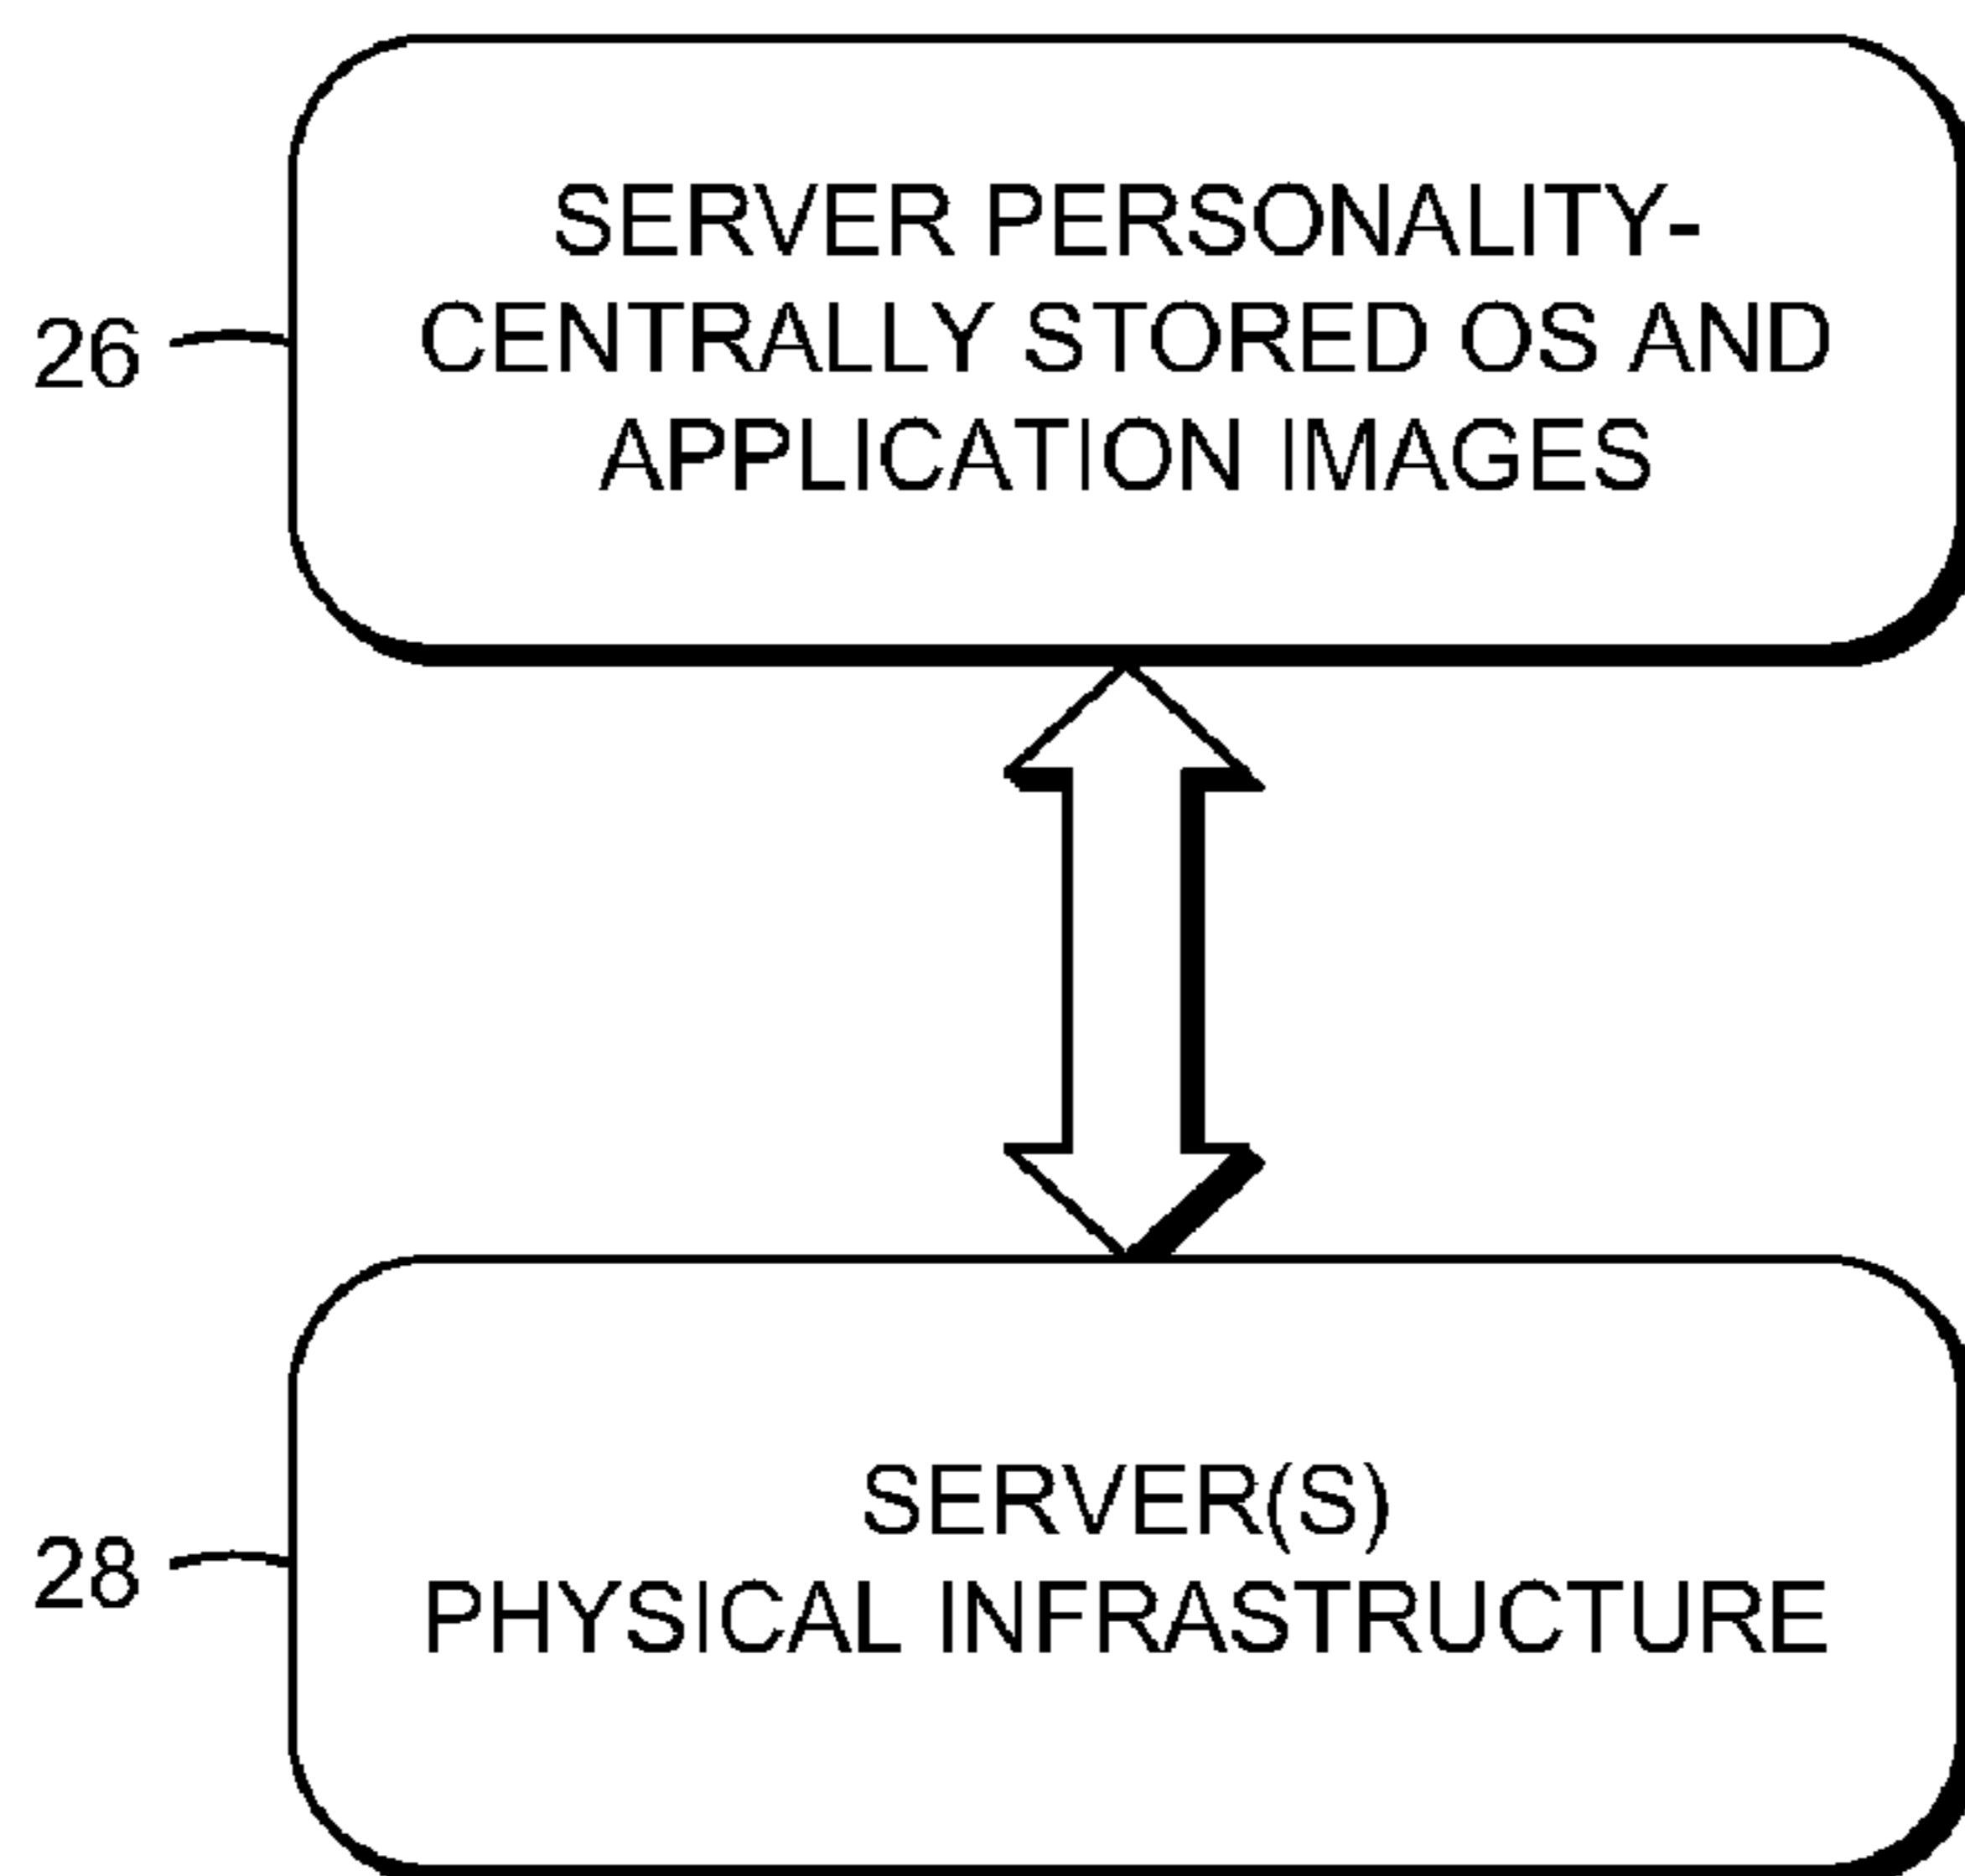 SERVER PERSONALITY-
CENTRALLY STORED OS AND
APPLICATION IMAGES
26
SERVER(S)
PHYSICAL INFRASTRUCTURE
28